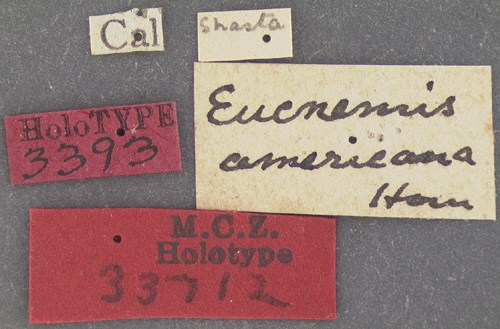 Cal
Shasta
HoloTYPE
3393
Eucnemis
americana
Horn
M.C.Z.
Holotype
33712